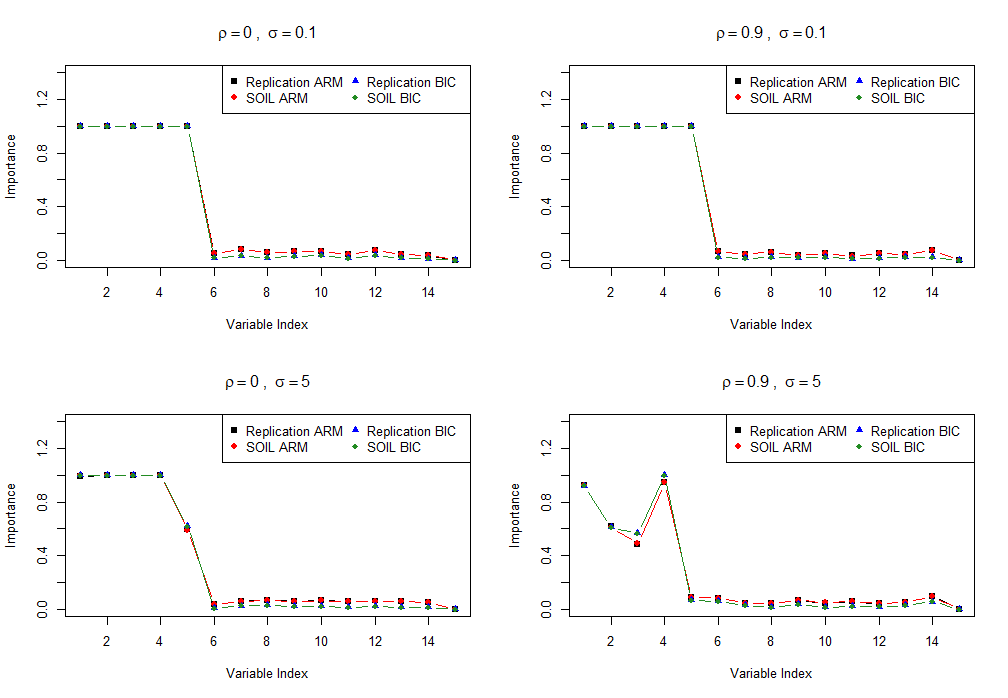 ρ = 0 , σ = 0.1
Replication ARM Replication BIC
SOIL ARM SOIL BIC
Importance
0.0 0.4 0.8 1.2
2 4 6 8 10 12 14
Variable Index
ρ = 0.9 , σ = 0.1
Replication ARM Replication BIC
SOIL ARM SOIL BIC
Importance
0.0 0.4 0.8 1.2
2 4 6 8 10 12 14
Variable Index
ρ = 0 , σ = 5
Replication ARM Replication BIC
SOIL ARM SOIL BIC
Importance
0.0 0.4 0.8 1.2
2 4 6 8 10 12 14
Variable Index
ρ = 0.9 , σ = 5
Replication ARM Replication BIC
SOIL ARM SOIL BIC
Importance
0.0 0.4 0.8 1.2
2 4 6 8 10 12 14
Variable Index